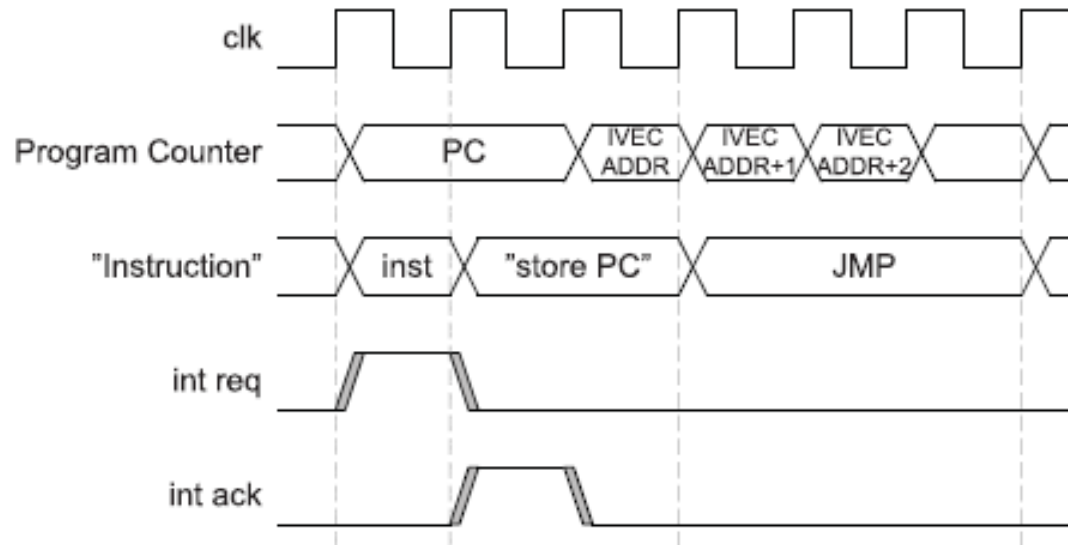 clk
Program Counter
PC
IVEC
ADDR
IVEC
ADDR+1
IVEC
ADDR+2
"Instruction"
inst
"store PC"
JMP
int req
int ack